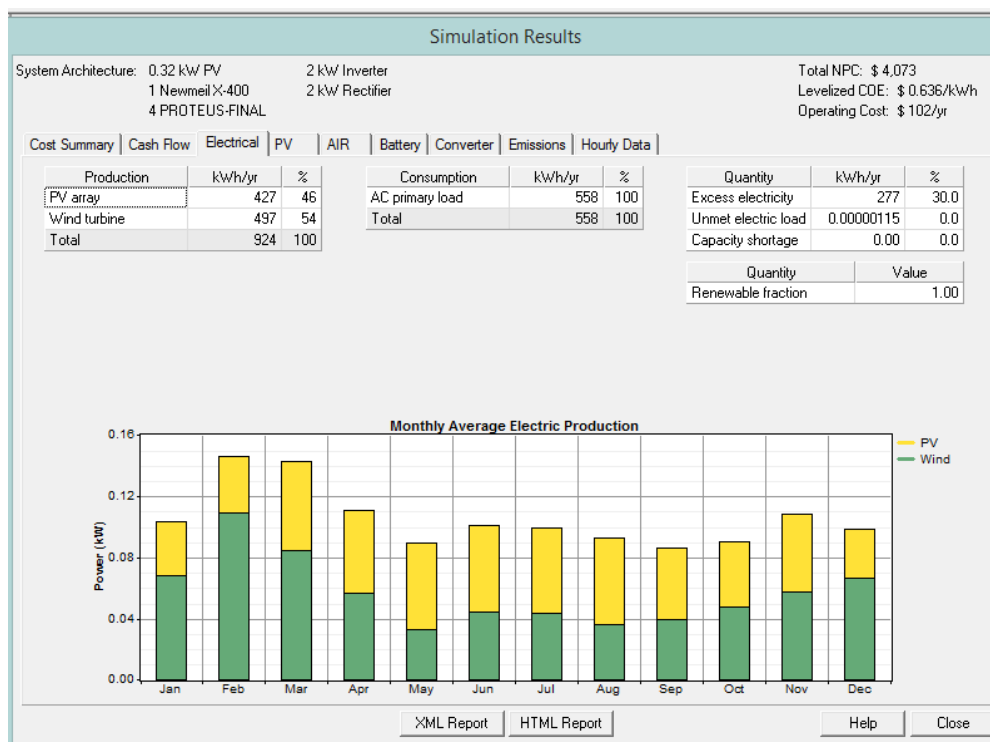 Simulation Results
System Architecture: 0.32 kW PV 2 kW Inverter Total NPC: $ 4,073
1 Newmeil X-400 2 kW Rectifier Levelized COE: $ 0.636/kWh
4 PROTEUS-FINAL Operating Cost: $ 102/yr
Cost Summary Cash Flow Electrical PV AIR Battery Converter Emissions Hourly Data
Production kWh/yr % Consumption kWh/yr % Quantity kWh/yr %
PV array 427 46 AC primary load 558 100 Excess electricity 277 30.0
Wind turbine 497 54 Total 558 100 Unmet electric load 0.00000115 0.0
Total 924 100 Capacity shortage 0.00 0.0
Quantity Value
Renewable fraction 1.00
Monthly Average Electric Production
0.16
0.12
0.08
0.04
0.00
Power (kW)
PV
Wind
Jan Feb Mar Apr May Jun Jul Aug Sep Oct Nov Dec
XML Report HTML Report Help Close